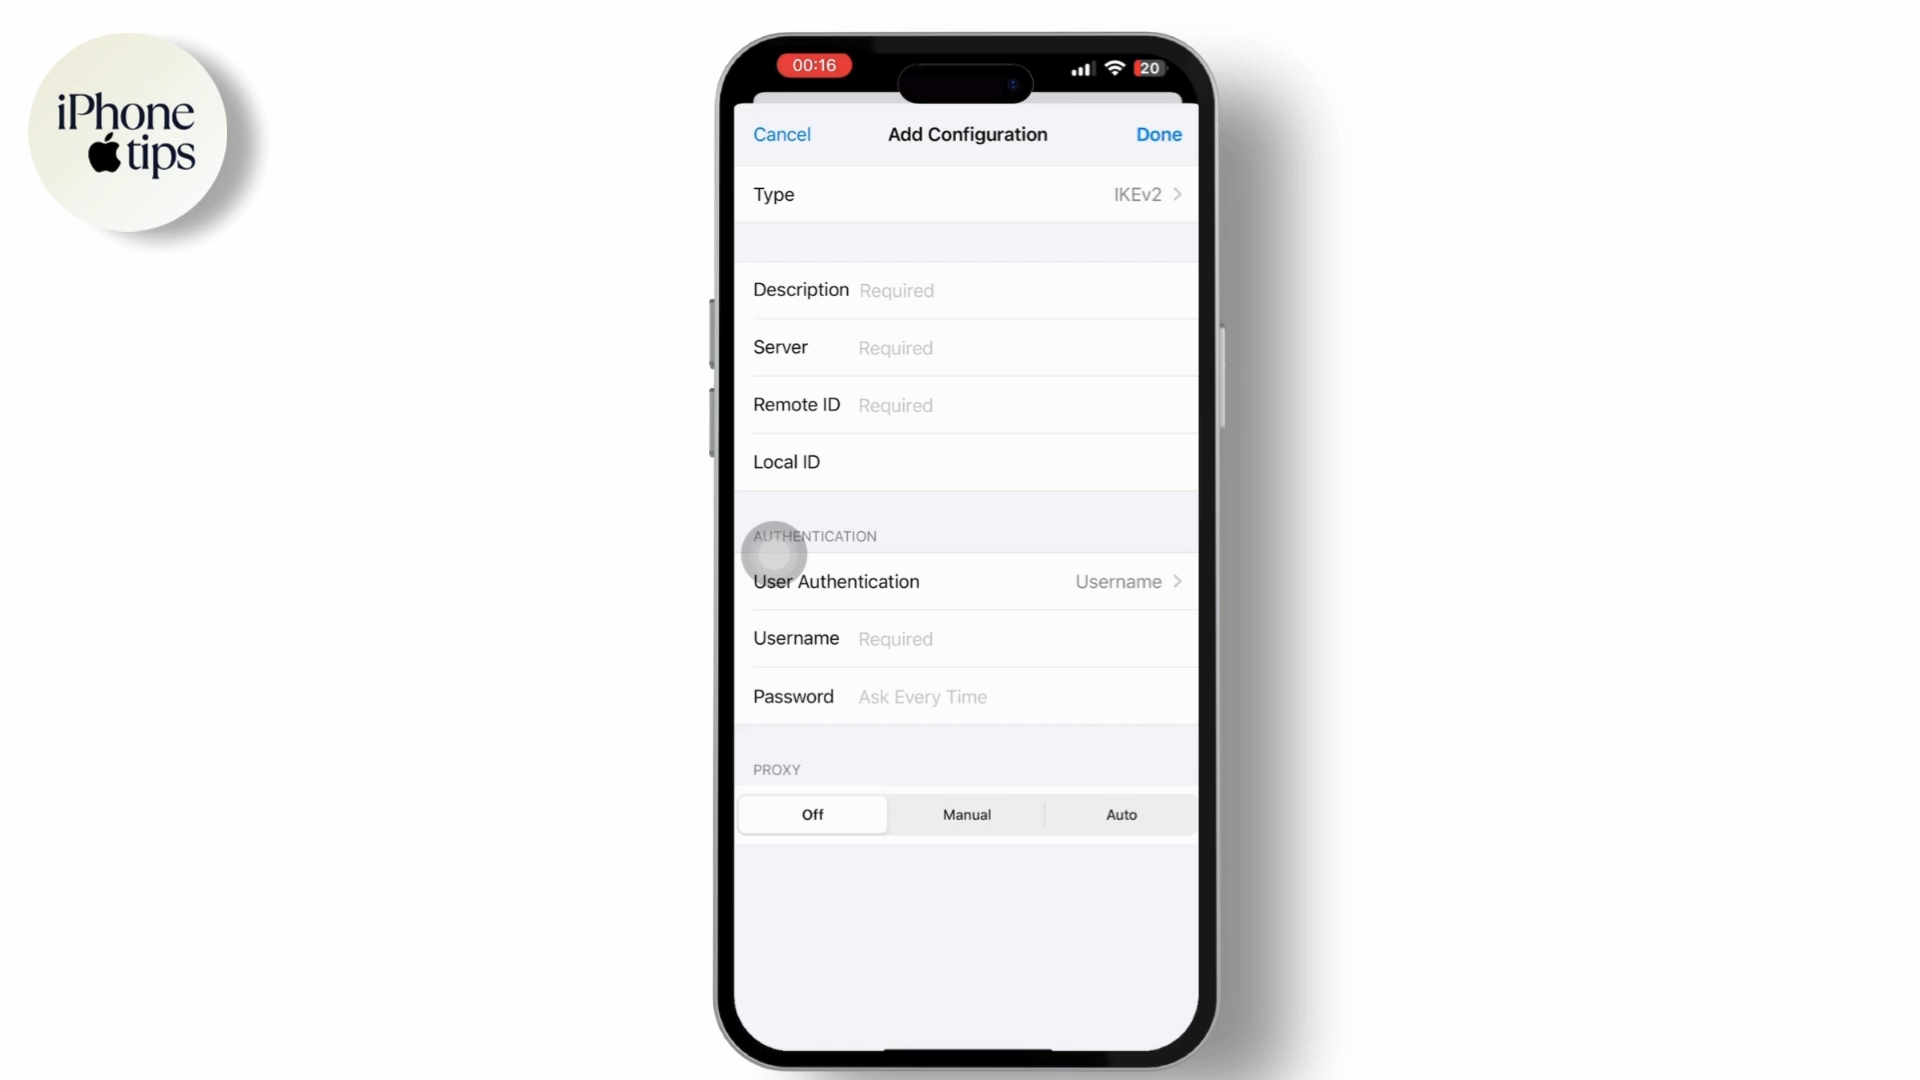 iPhone
tips
00:16
20
Cancel
Add Configuration
Done
Type
IKEv2
Description
Required
Server
Required
Remote ID
Required
Local ID
AUTHENTICATION
User Authentication
Username
Username
Required
Password
Ask Every Time
PROXY
Off
Manual
Auto